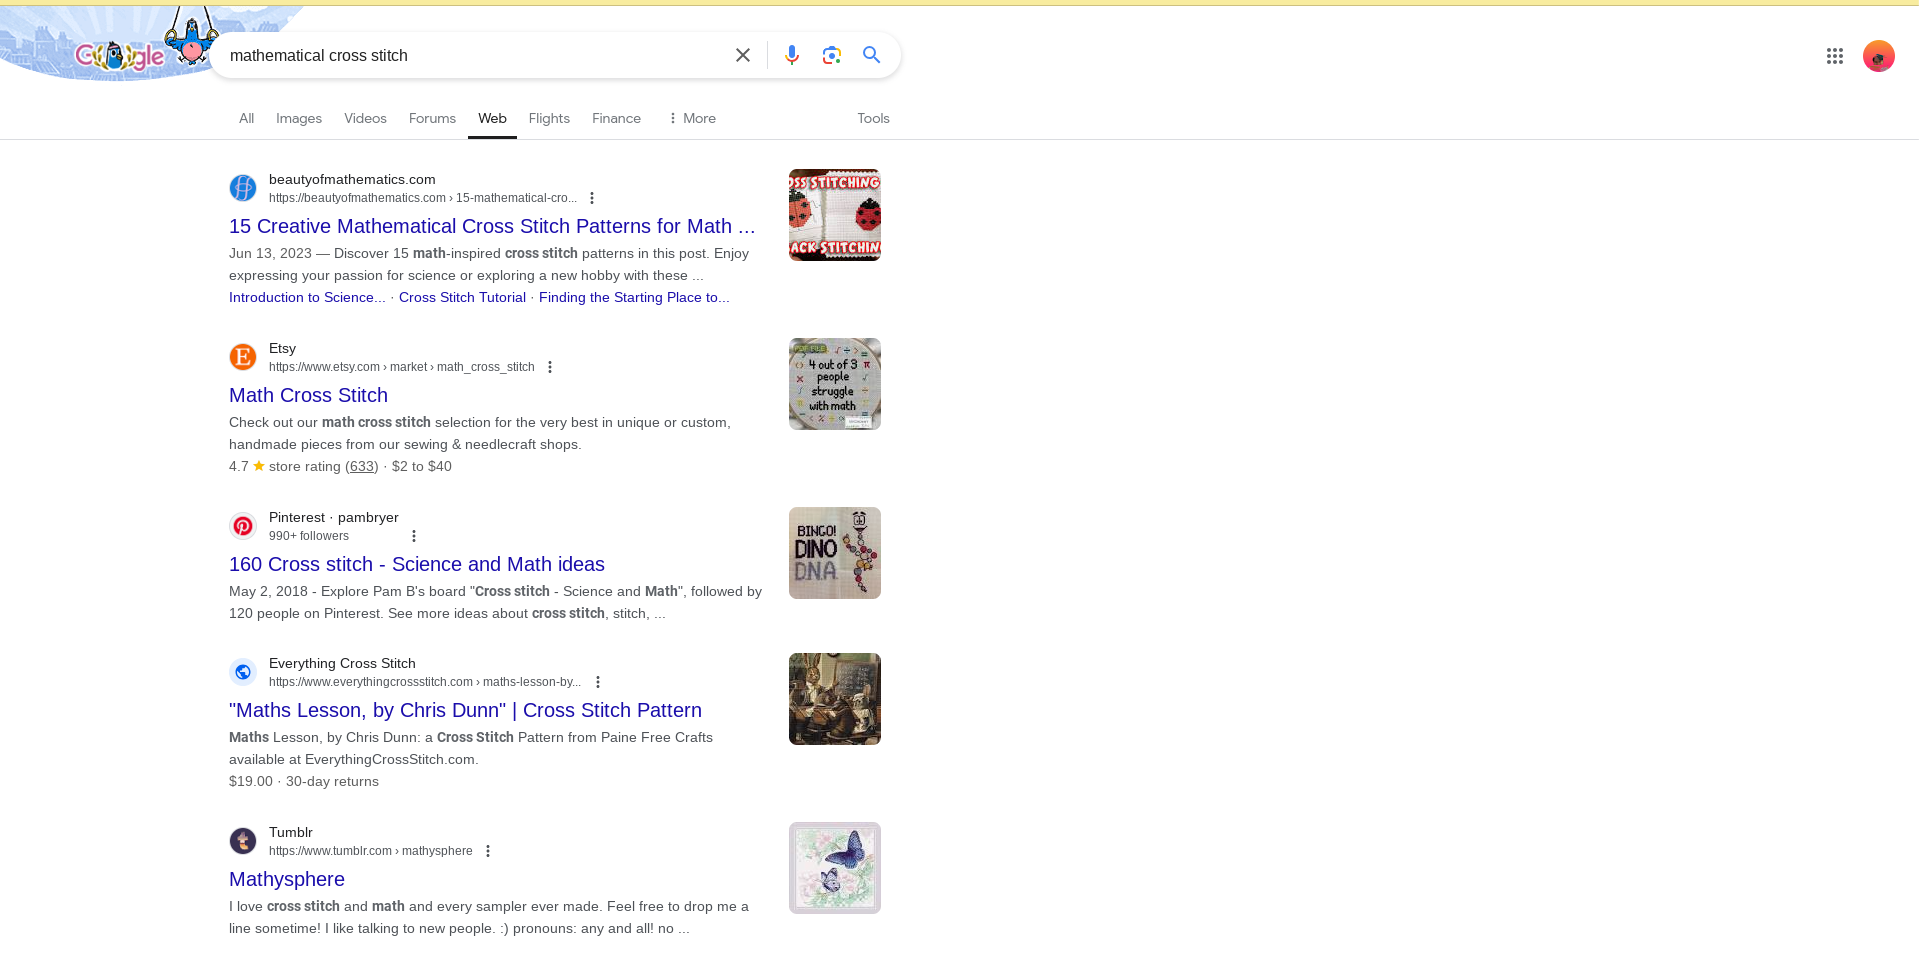 Google
mathematical cross stitch
All Images Videos Forums Web Flights Finance More Tools
beautyofmathematics.com
https://beautyofmathematics.com › 15-mathematical-cro...
15 Creative Mathematical Cross Stitch Patterns for Math ...
Jun 13, 2023 — Discover 15 math-inspired cross stitch patterns in this post. Enjoy
expressing your passion for science or exploring a new hobby with these ...
Introduction to Science... · Cross Stitch Tutorial · Finding the Starting Place to...
OSS STITCHING
ACK STITCHING
Etsy
https://www.etsy.com › market › math_cross_stitch
Math Cross Stitch
Check out our math cross stitch selection for the very best in unique or custom,
handmade pieces from our sewing & needlecraft shops.
4.7 ★ store rating (633) · $2 to $40
PDF FILE
4 out of 3
people
struggle
with math
Pinterest · pambryer
990+ followers
160 Cross stitch - Science and Math ideas
May 2, 2018 - Explore Pam B's board "Cross stitch - Science and Math", followed by
120 people on Pinterest. See more ideas about cross stitch, stitch, ...
BINGO!
DINO
DNA
Everything Cross Stitch
https://www.everythingcrossstitch.com › maths-lesson-by...
"Maths Lesson, by Chris Dunn" | Cross Stitch Pattern
Maths Lesson, by Chris Dunn: a Cross Stitch Pattern from Paine Free Crafts
available at EverythingCrossStitch.com.
$19.00 · 30-day returns
Tumblr
https://www.tumblr.com › mathysphere
Mathysphere
I love cross stitch and math and every sampler ever made. Feel free to drop me a
line sometime! I like talking to new people. :) pronouns: any and all! no ...